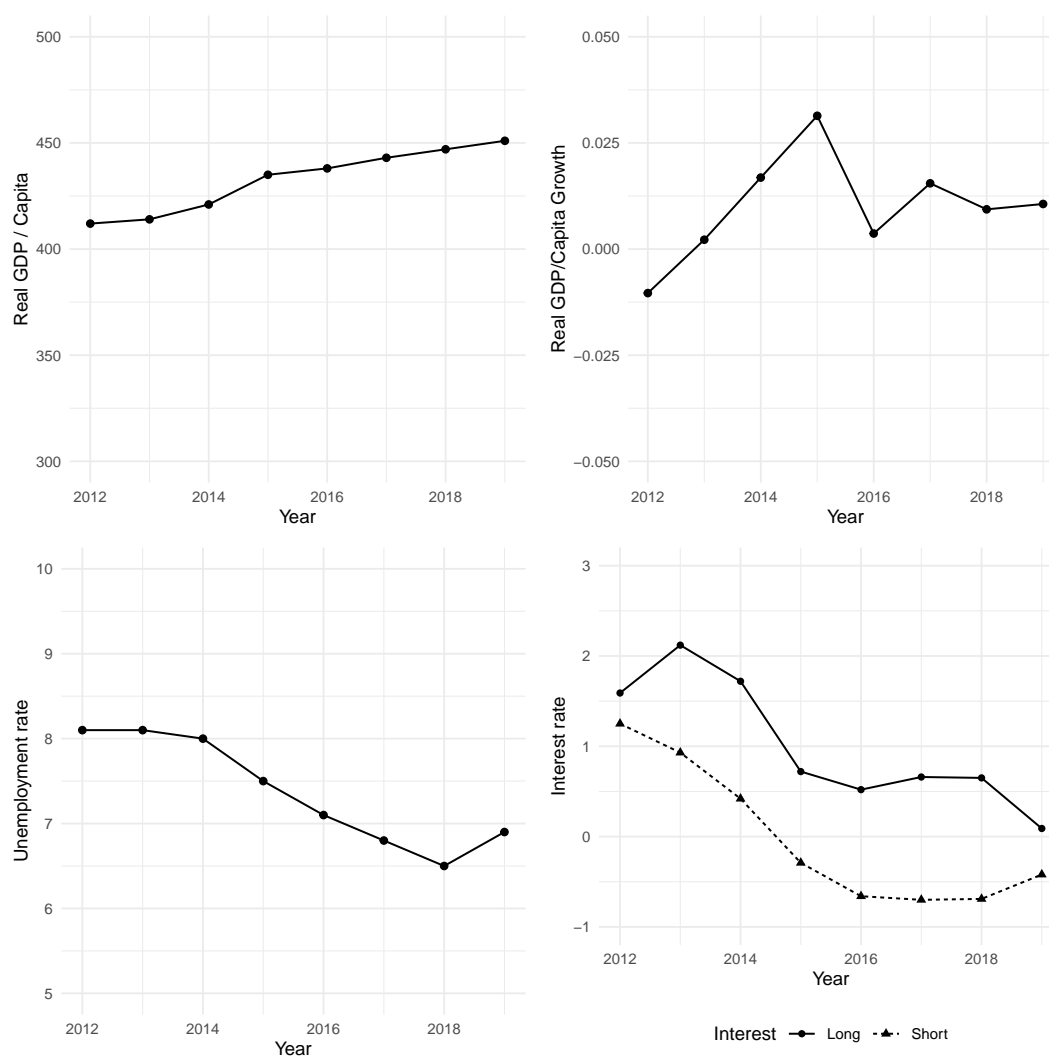 500
450
400
350
300
Real GDP / Capita
2012 2014 2016 2018
Year
0.050
0.025
0.000
−0.025
−0.050
Real GDP/Capita Growth
2012 2014 2016 2018
Year
10
9
8
7
6
5
Unemployment rate
2012 2014 2016 2018
Year
3
2
1
0
−1
Interest rate
2012 2014 2016 2018
Year
Interest Long Short